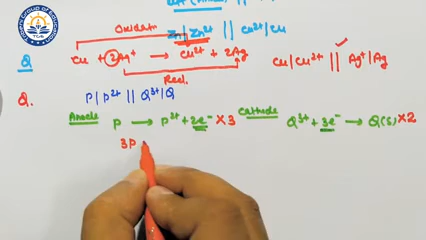 Zn | Zn²⁺ || Cu²⁺/Cu
Oxidatn
Q
Cu + 2Ag⁺ → Cu²⁺ + 2Ag
Cu/Cu²⁺ || Ag⁺/Ag
Red.
Q. P | P²⁺ || Q³⁺/Q
Anode P → P²⁺ + 2e⁻ ×3
Cathode Q³⁺ + 3e⁻ → Q(s) ×2
3P